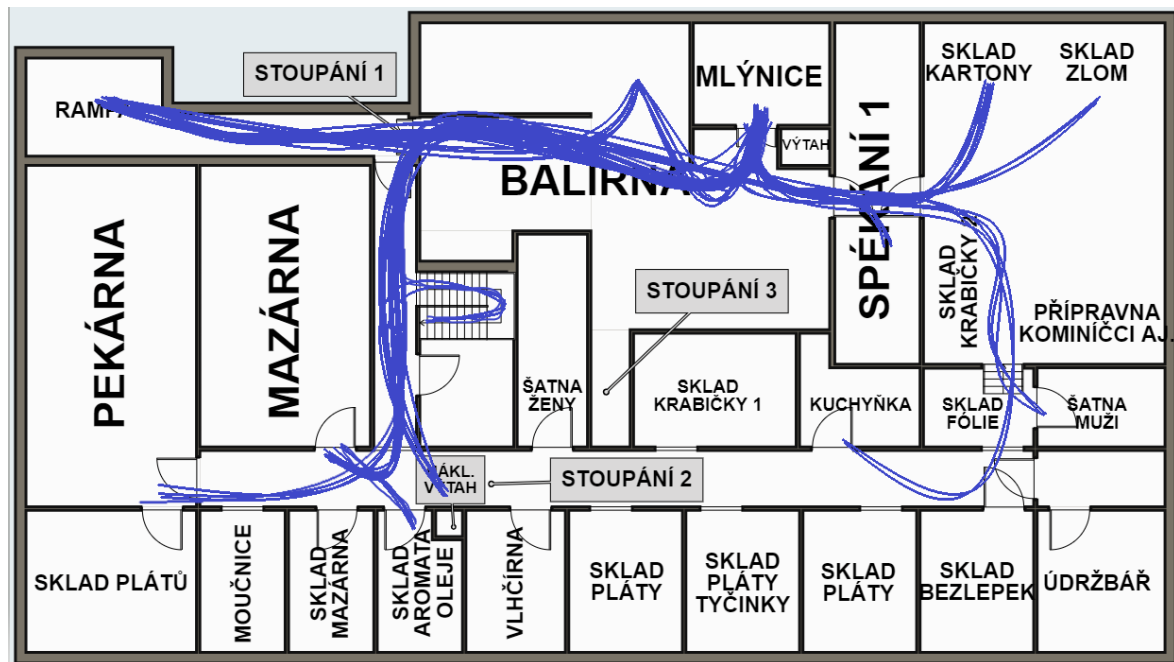 STOUPÁNÍ 1
MLÝNICE
SKLAD
KARTONY
SKLAD
ZLOM
VÝTAH
BALÍRNA
SPÉKÁNÍ 1
PEKÁRNA
MAZÁRNA
SKLAD
KRABIČKY 2
STOUPÁNÍ 3
PŘÍPRAVNA
KOMINÍČCI AJ.
ŠATNA
ŽENY
SKLAD
KRABIČKY 1
KUCHYŇKA
SKLAD
FÓLIE
ŠATNA
MUŽI
VÝTAH
STOUPÁNÍ 2
SKLAD PLÁTŮ
MOUČNICE
SKLAD
MAZÁRNA
SKLAD
AROMATA
OLEJE
VLHČÍRNA
SKLAD
PLÁTY
SKLAD
PLÁTY
TYČINKY
SKLAD
PLÁTY
SKLAD
BEZLEPEK
ÚDRŽBÁŘ